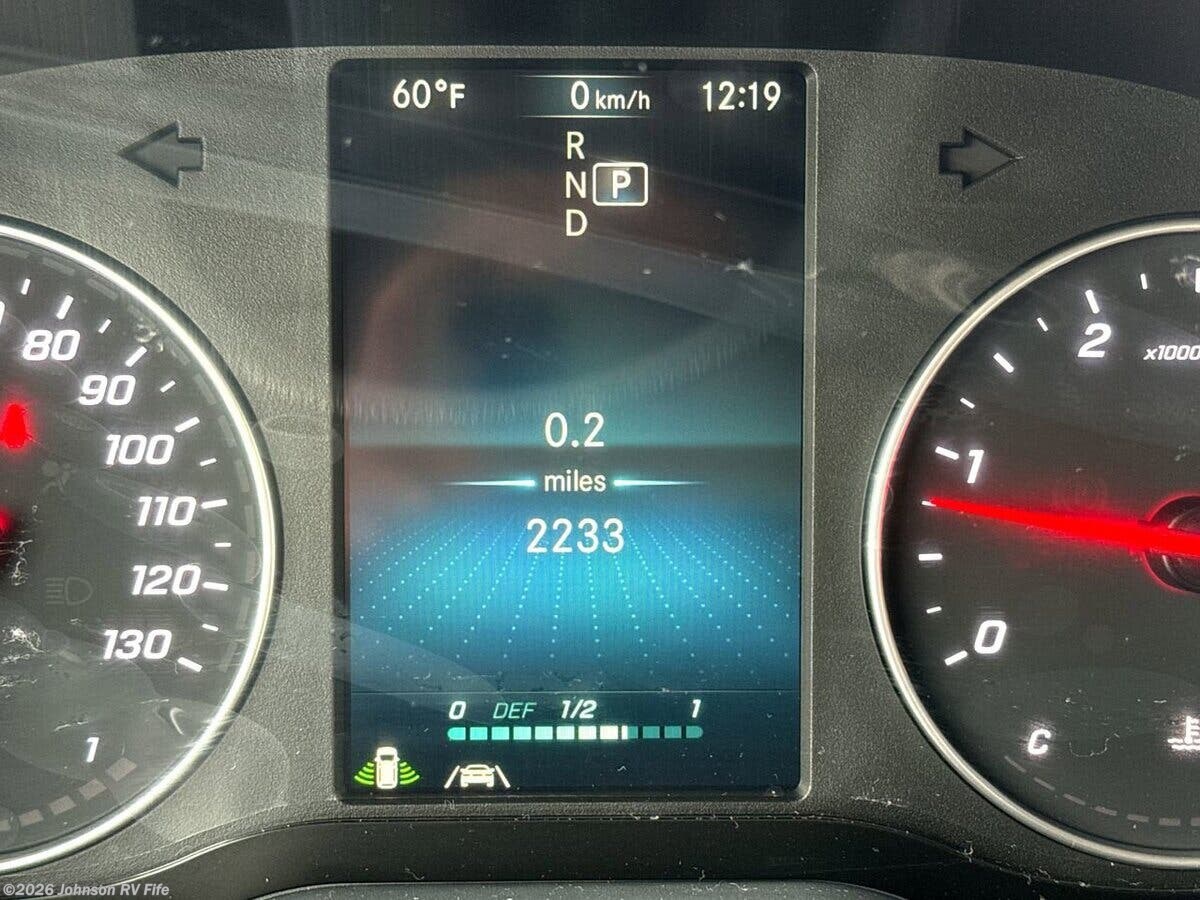 60°F 0 km/h 12:19
R
N P
D
80
90
100
110
120
130
1
0.2
miles
2233
0 DEF 1/2 1
2
x1000
1
0
C
©2026 Johnson RV Fife